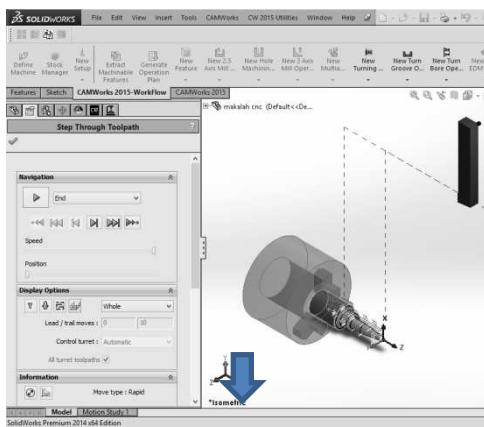 SOLIDWORKS File Edit View Insert Tools CAMWorks CW 2015 Utilities Window Help
Define Machine
Stock Manager
New Setup
Extract Machinable Features
Generate Operation Plan
New Feature
New 2.5 Axis Mill ...
New Hole Machinin...
New 3 Axis Mill Oper...
New Multia...
New Turning ...
New Turn Groove O...
New Turn Bore Ope...
New EDM
Features Sketch CAMWorks 2015-WorkFlow CAMWorks 2015
makalah cnc (Default<<De...
Step Through Toolpath ?
Navigation
End
Speed
Position
Display Options
Whole
Lead / trail moves : 0 10
Control turret : Automatic
All turret toolpaths
Information
Move type : Rapid
X
Z
Y
Z
*Isometric
Model Motion Study 1
SolidWorks Premium 2014 x64 Edition